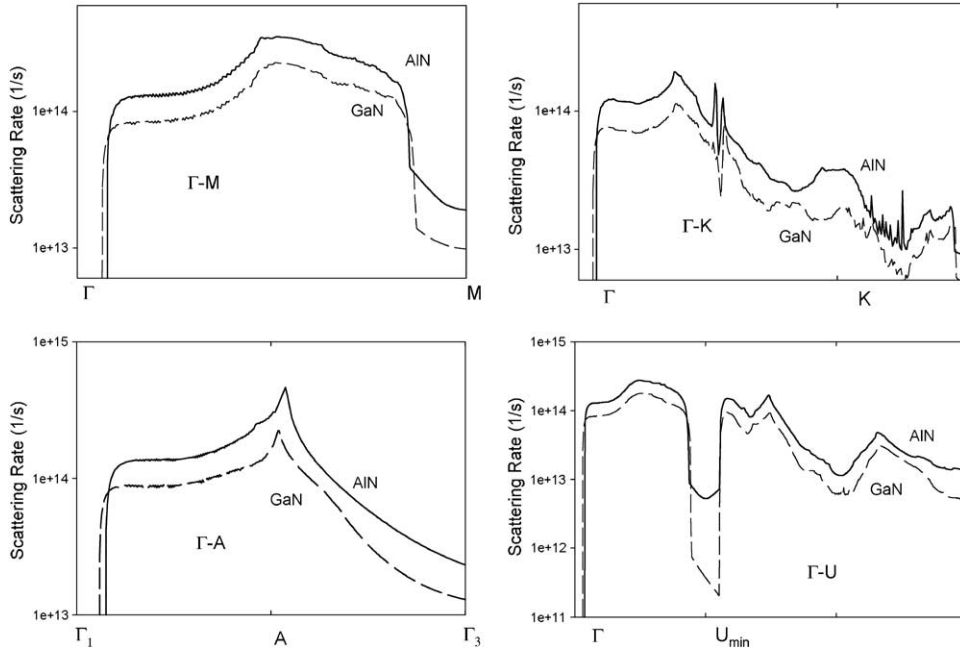 Scattering Rate (1/s)
1e+14
1e+13
AlN
GaN
Γ-M
Γ
M
Scattering Rate (1/s)
1e+14
1e+13
AlN
GaN
Γ-K
Γ
K
Scattering Rate (1/s)
1e+15
1e+14
1e+13
AlN
GaN
Γ-A
Γ1
A
Γ3
Scattering Rate (1/s)
1e+15
1e+14
1e+13
1e+12
1e+11
AlN
GaN
Γ-U
Γ
Umin